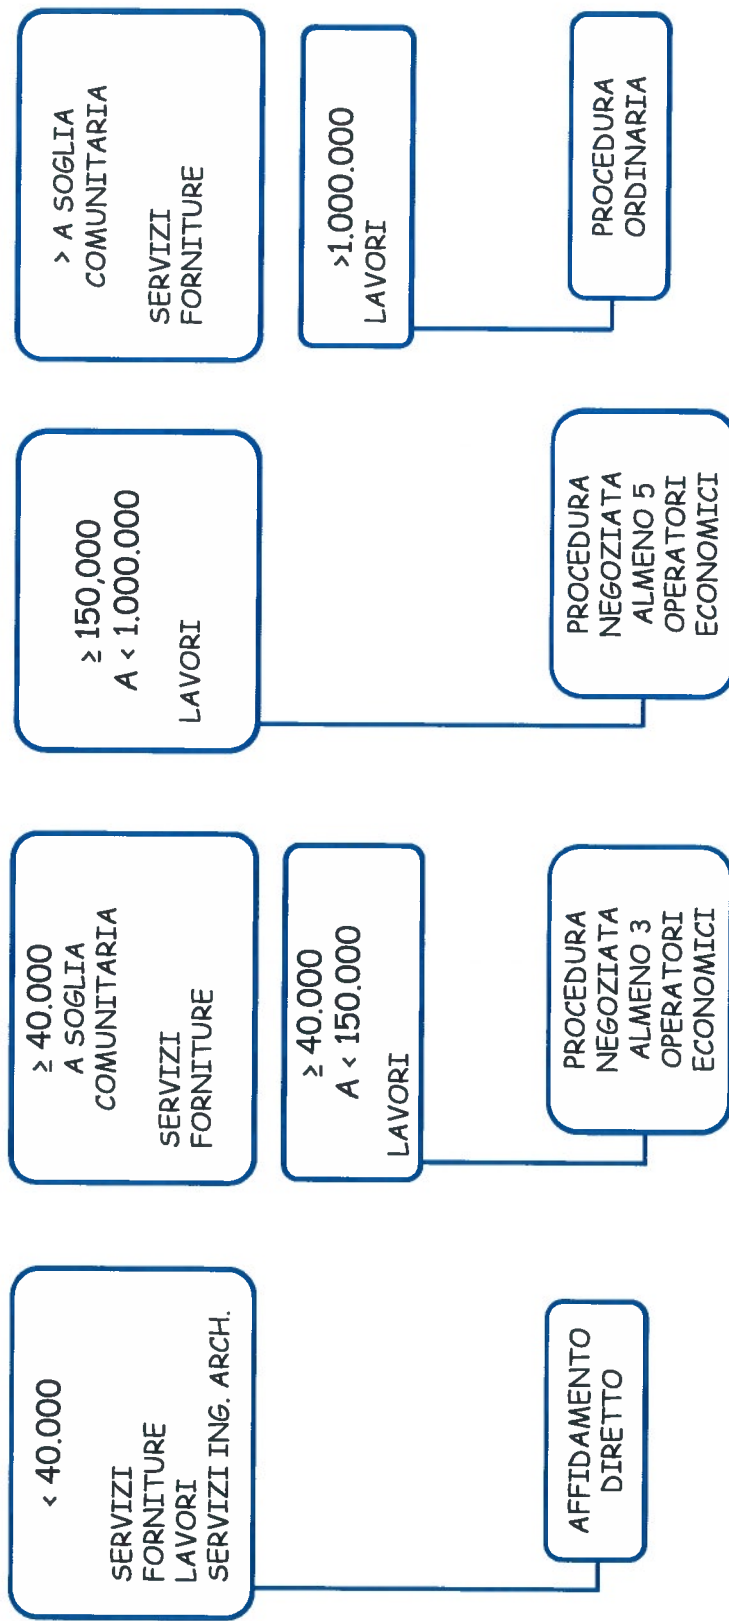 < 40.000
SERVIZI
FORNITURE
LAVORI
SERVIZI ING. ARCH.
AFFIDAMENTO
DIRETTO
≥ 40.000
A SOGLIA
COMUNITARIA
SERVIZI
FORNITURE
≥ 40.000
A < 150.000
LAVORI
PROCEDURA
NEGOZIATA
ALMENO 3
OPERATORI
ECONOMICI
≥ 150,000
A < 1.000.000
LAVORI
PROCEDURA
NEGOZIATA
ALMENO 5
OPERATORI
ECONOMICI
> A SOGLIA
COMUNITARIA
SERVIZI
FORNITURE
>1.000.000
LAVORI
PROCEDURA
ORDINARIA